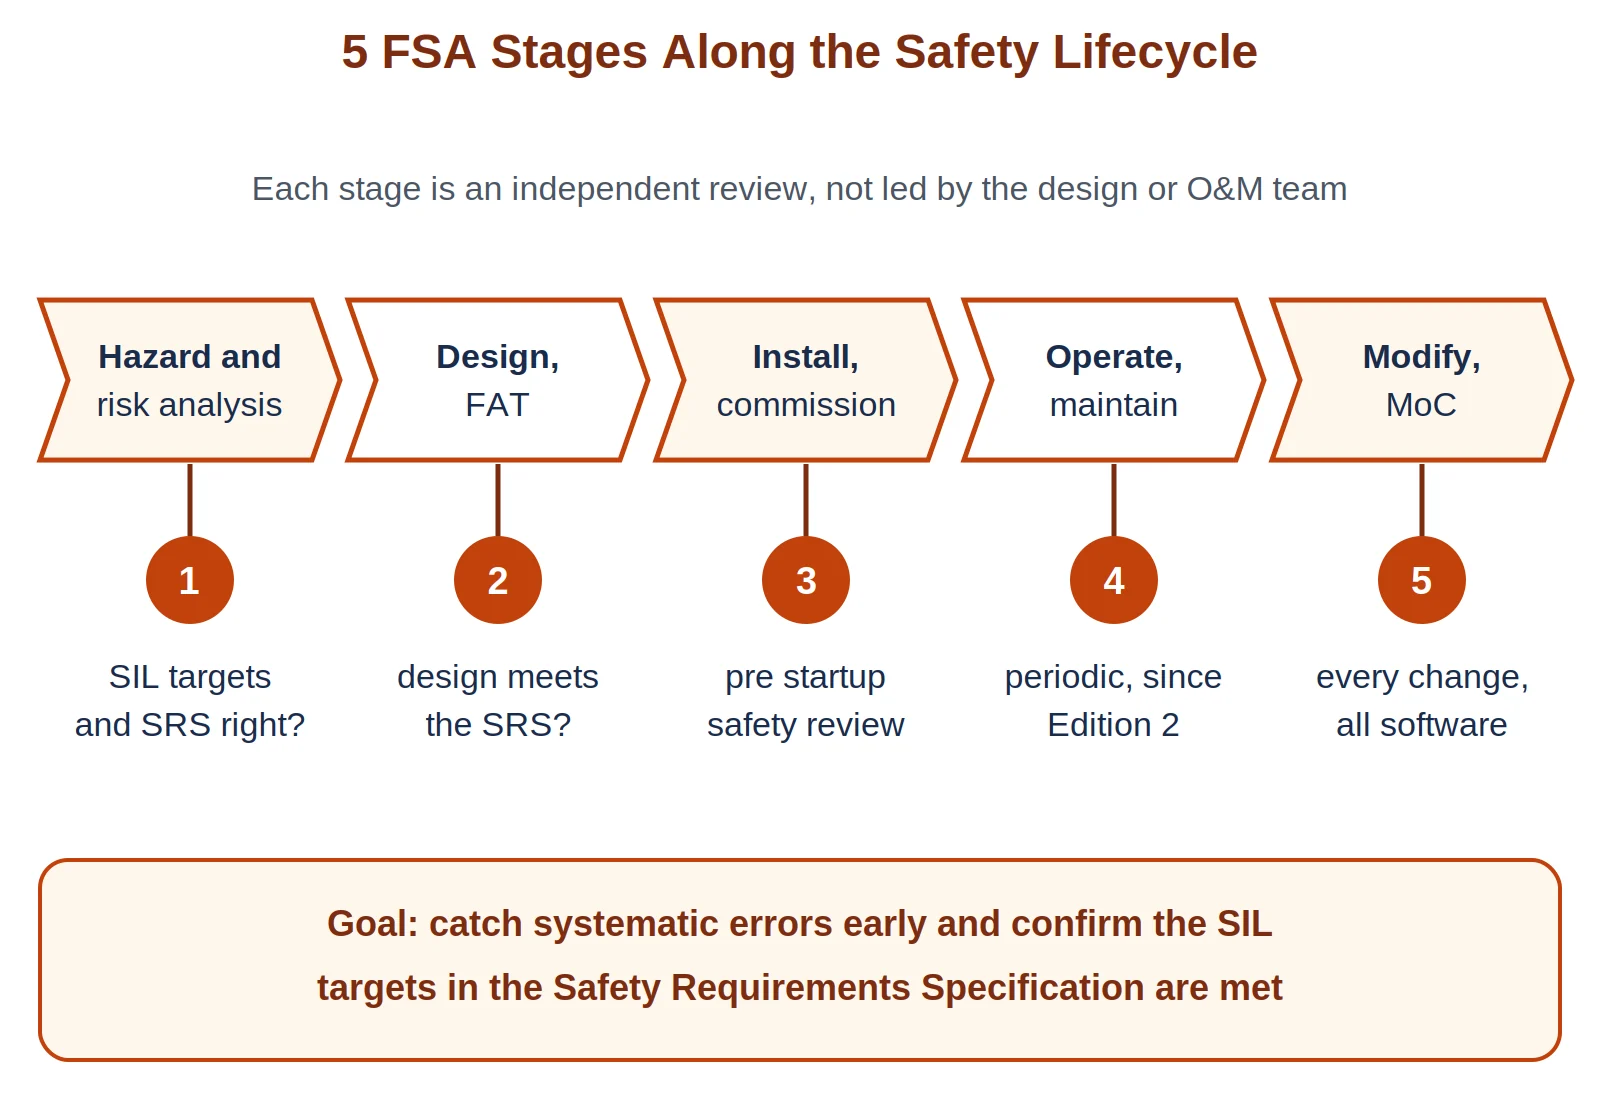 5 FSA Stages Along the Safety Lifecycle
Each stage is an independent review, not led by the design or O&M team
Hazard and
risk analysis
Design,
FAT
Install,
commission
Operate,
maintain
Modify,
MoC
1
SIL targets
and SRS right?
2
design meets
the SRS?
3
pre startup
safety review
4
periodic, since
Edition 2
5
every change,
all software
Goal: catch systematic errors early and confirm the SIL
targets in the Safety Requirements Specification are met